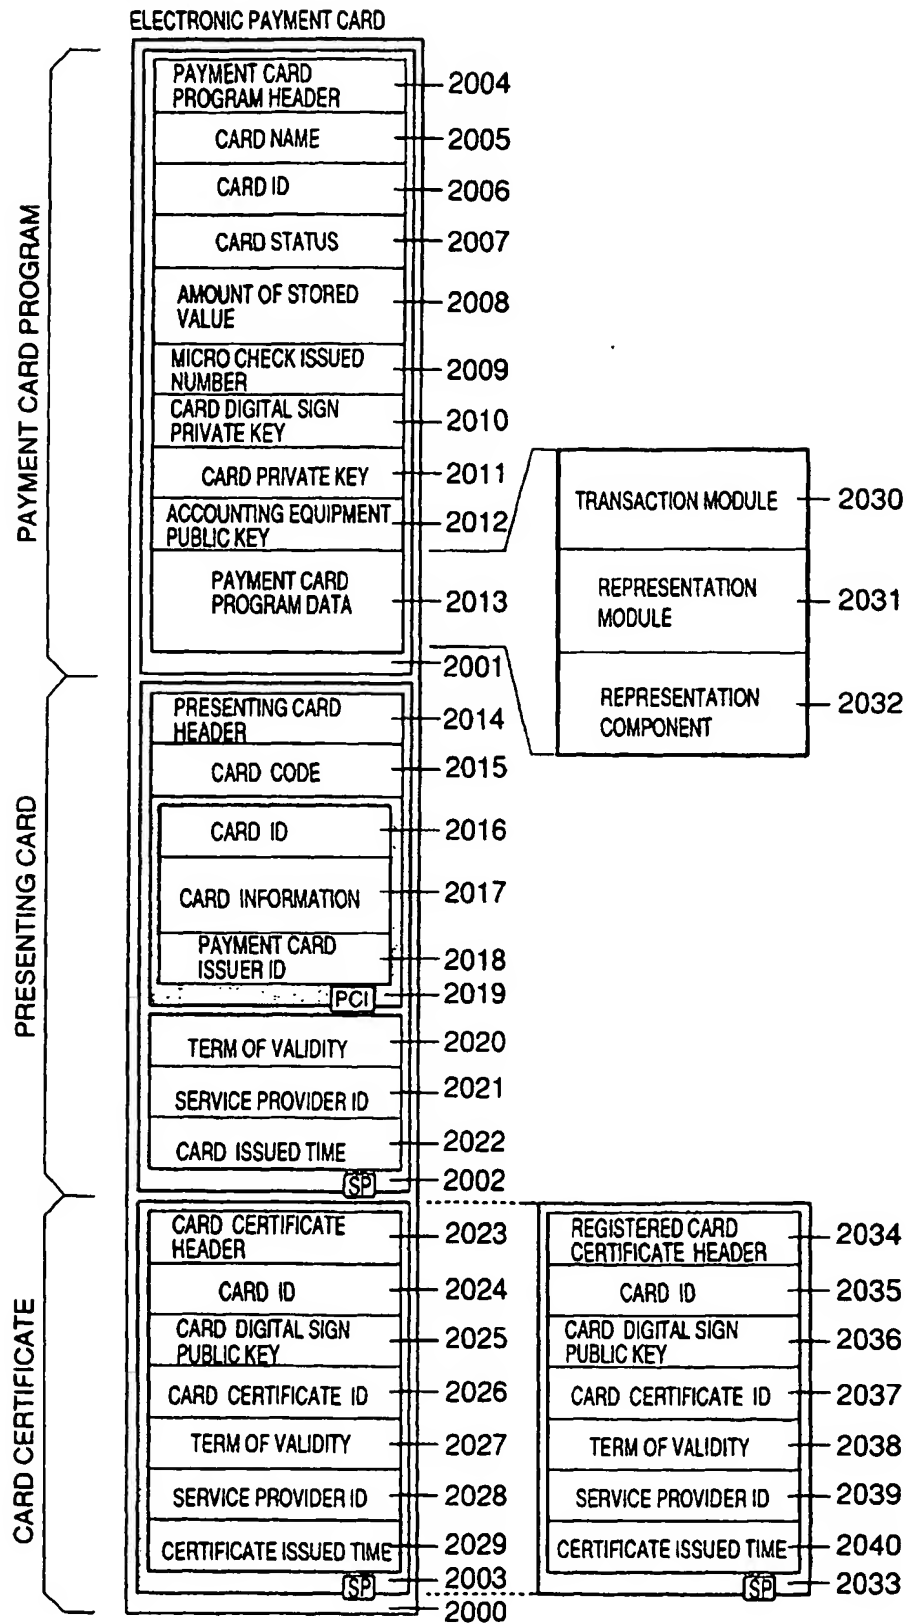 ELECTRONIC PAYMENT CARD
PAYMENT CARD PROGRAM
PAYMENT CARD
PROGRAM HEADER
2004
CARD NAME
2005
CARD ID
2006
CARD STATUS
2007
AMOUNT OF STORED
VALUE
2008
MICRO CHECK ISSUED
NUMBER
2009
CARD DIGITAL SIGN
PRIVATE KEY
2010
CARD PRIVATE KEY
2011
ACCOUNTING EQUIPMENT
PUBLIC KEY
2012
PAYMENT CARD
PROGRAM DATA
2013
2001
TRANSACTION MODULE
2030
REPRESENTATION
MODULE
2031
REPRESENTATION
COMPONENT
2032
PRESENTING CARD
PRESENTING CARD
HEADER
2014
CARD CODE
2015
CARD ID
2016
CARD INFORMATION
2017
PAYMENT CARD
ISSUER ID
2018
PCI
2019
TERM OF VALIDITY
2020
SERVICE PROVIDER ID
2021
CARD ISSUED TIME
2022
SP
2002
CARD CERTIFICATE
CARD CERTIFICATE
HEADER
2023
CARD ID
2024
CARD DIGITAL SIGN
PUBLIC KEY
2025
CARD CERTIFICATE ID
2026
TERM OF VALIDITY
2027
SERVICE PROVIDER ID
2028
CERTIFICATE ISSUED TIME
2029
SP
2003
2000
REGISTERED CARD
CERTIFICATE HEADER
2034
CARD ID
2035
CARD DIGITAL SIGN
PUBLIC KEY
2036
CARD CERTIFICATE ID
2037
TERM OF VALIDITY
2038
SERVICE PROVIDER ID
2039
CERTIFICATE ISSUED TIME
2040
SP
2033